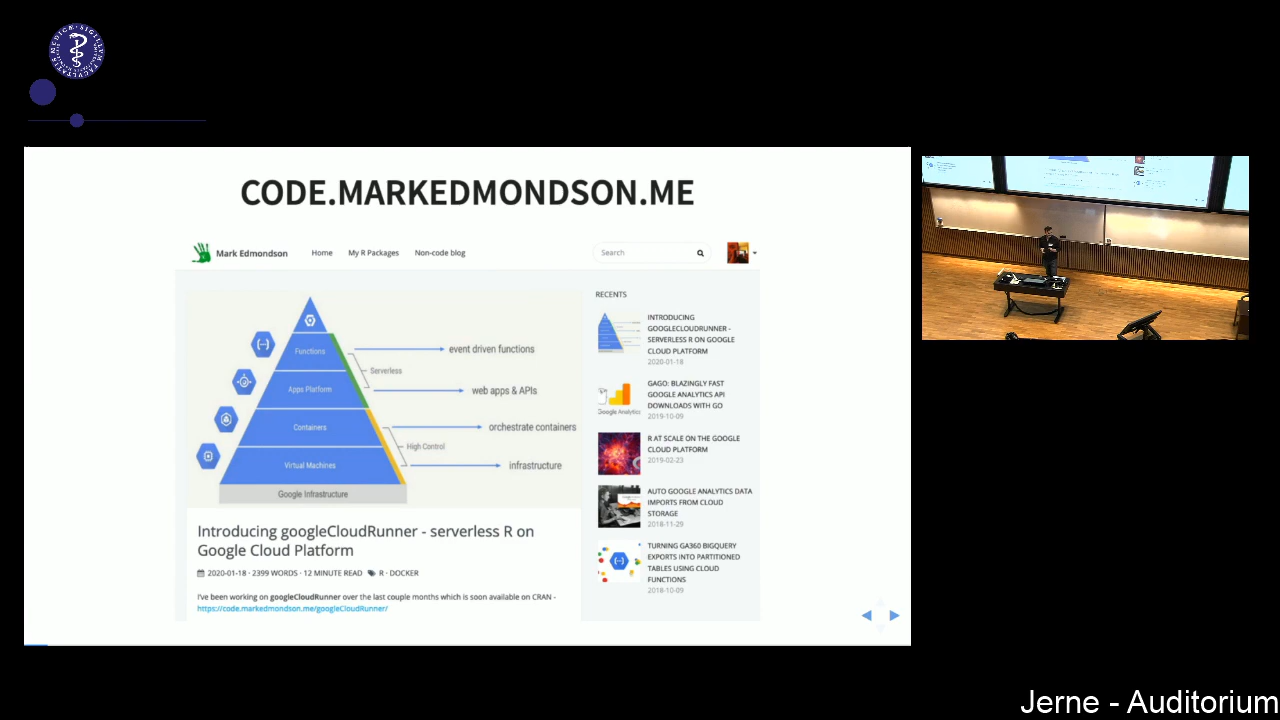 CODE.MARKEDMONDSON.ME
Mark Edmondson
Home
My R Packages
Non-code blog
Search
Functions
Apps Platform
Containers
Virtual Machines
Google Infrastructure
Serverless
High Control
event driven functions
web apps & APIs
orchestrate containers
infrastructure
Introducing googleCloudRunner - serverless R on
Google Cloud Platform
2020-01-18 · 2399 WORDS · 12 MINUTE READ R · DOCKER
I've been working on googleCloudRunner over the last couple months which is soon available on CRAN -
https://code.markedmondson.me/googleCloudRunner/
RECENTS
INTRODUCING
GOOGLECLOUDRUNNER -
SERVERLESS R ON GOOGLE
CLOUD PLATFORM
2020-01-18
Google Analytics
GAGO: BLAZINGLY FAST
GOOGLE ANALYTICS API
DOWNLOADS WITH GO
2019-10-09
R AT SCALE ON THE GOOGLE
CLOUD PLATFORM
2019-02-23
AUTO GOOGLE ANALYTICS DATA
IMPORTS FROM CLOUD
STORAGE
2018-11-29
TURNING GA360 BIGQUERY
EXPORTS INTO PARTITIONED
TABLES USING CLOUD
FUNCTIONS
2018-10-09
Jerne - Auditorium